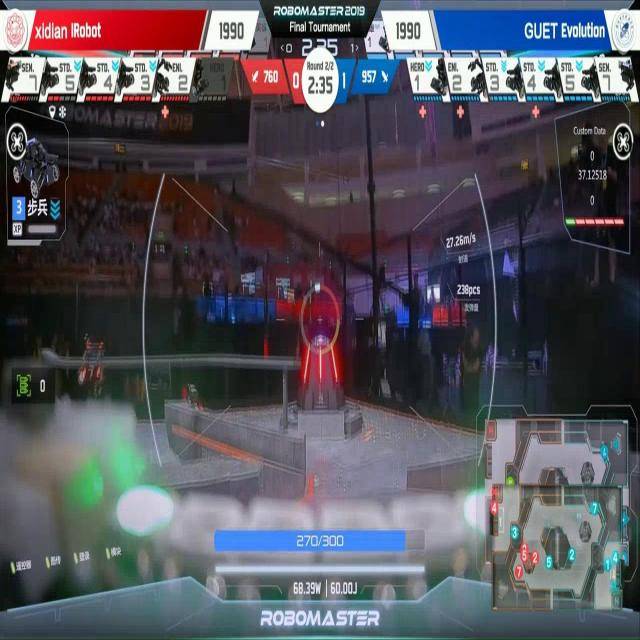 ROBOMASTER 2019
Final Tournament
xidian IRobot
1990
1990
GUET Evolution
2:25
SEN.
7
STD.
5
STD.
4
STD.
3
ENI.
2
HERO
1
760
0
Round 2/2
2:35
1
957
HERO
1
ENI.
2
STD.
3
STD.
4
STD.
5
SEN.
7
3 步兵
XP
Custom Data
0
37.12518
0
27.26m/s
238pcs
0
270/300
68.39W | 60.00J
ROBOMASTER